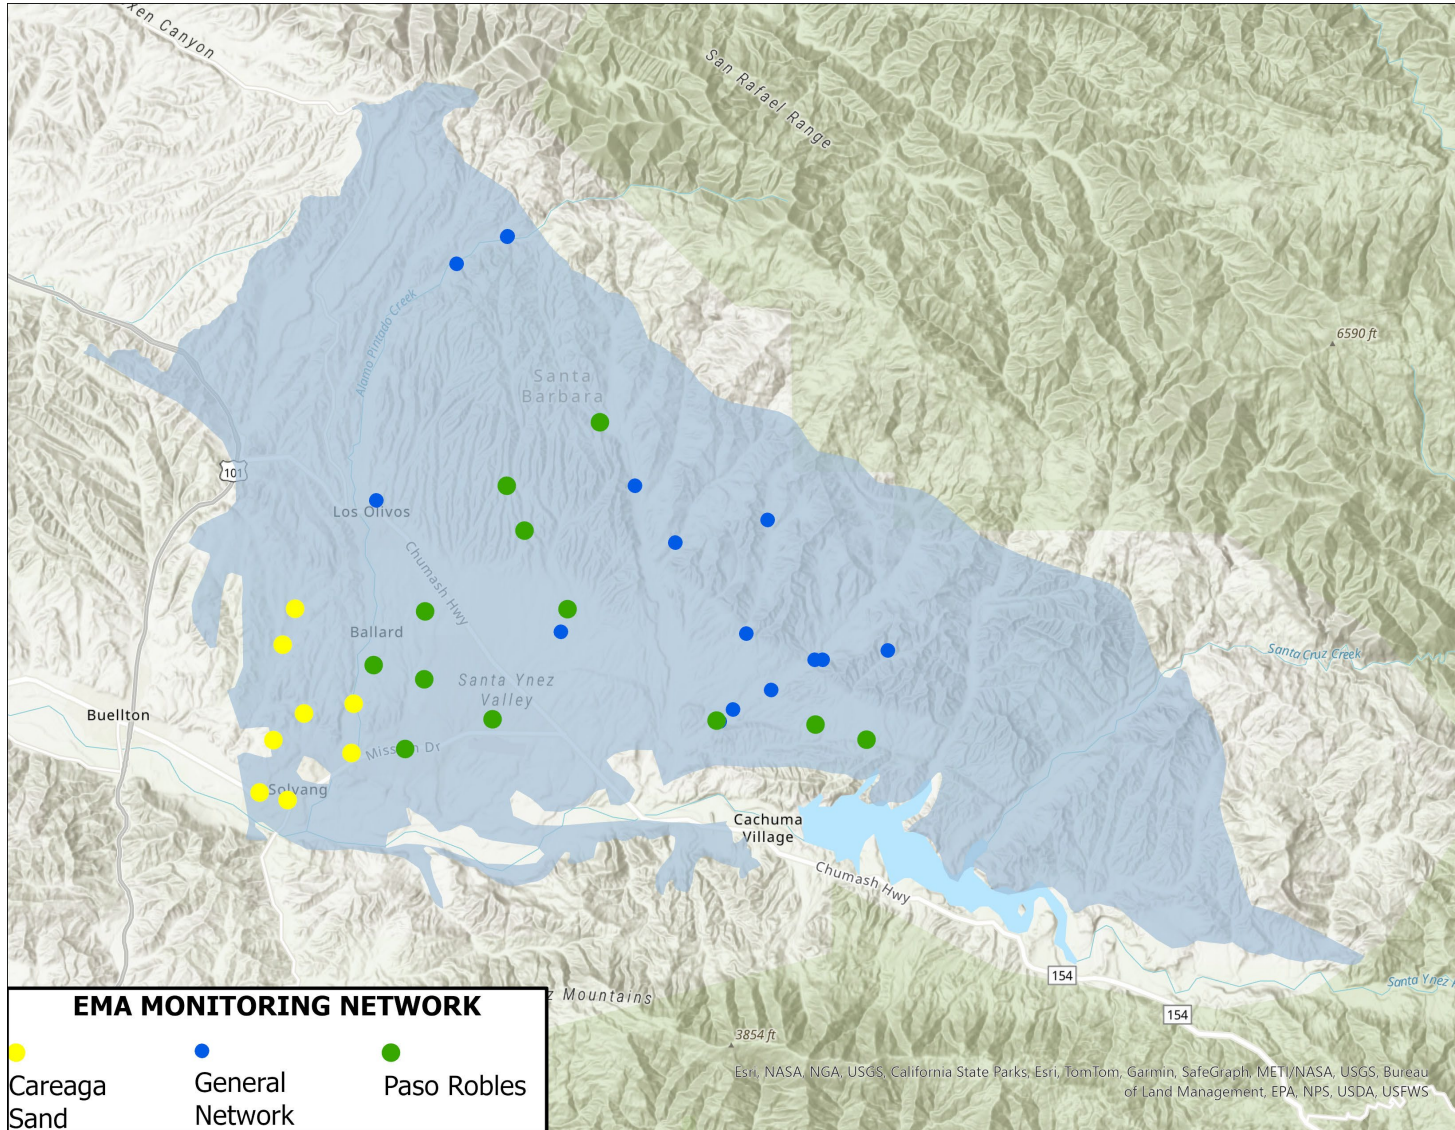 xen Canyon
San Rafael Range
6590 ft
Alamo Pintado Creek
Santa
Barbara
101
Los Olivos
Chumash Hwy
Ballard
Santa Cruz Creek
Santa Ynez
Valley
Buellton
Mission Dr
Solvang
Cachuma
Village
Chumash Hwy
154
Santa Ynez
154
z Mountains
3854 ft
EMA MONITORING NETWORK
Careaga
Sand
General
Network
Paso Robles
Esri, NASA, NGA, USGS, California State Parks, Esri, TomTom, Garmin, SafeGraph, METI/NASA, USGS, Bureau
of Land Management, EPA, NPS, USDA, USFWS